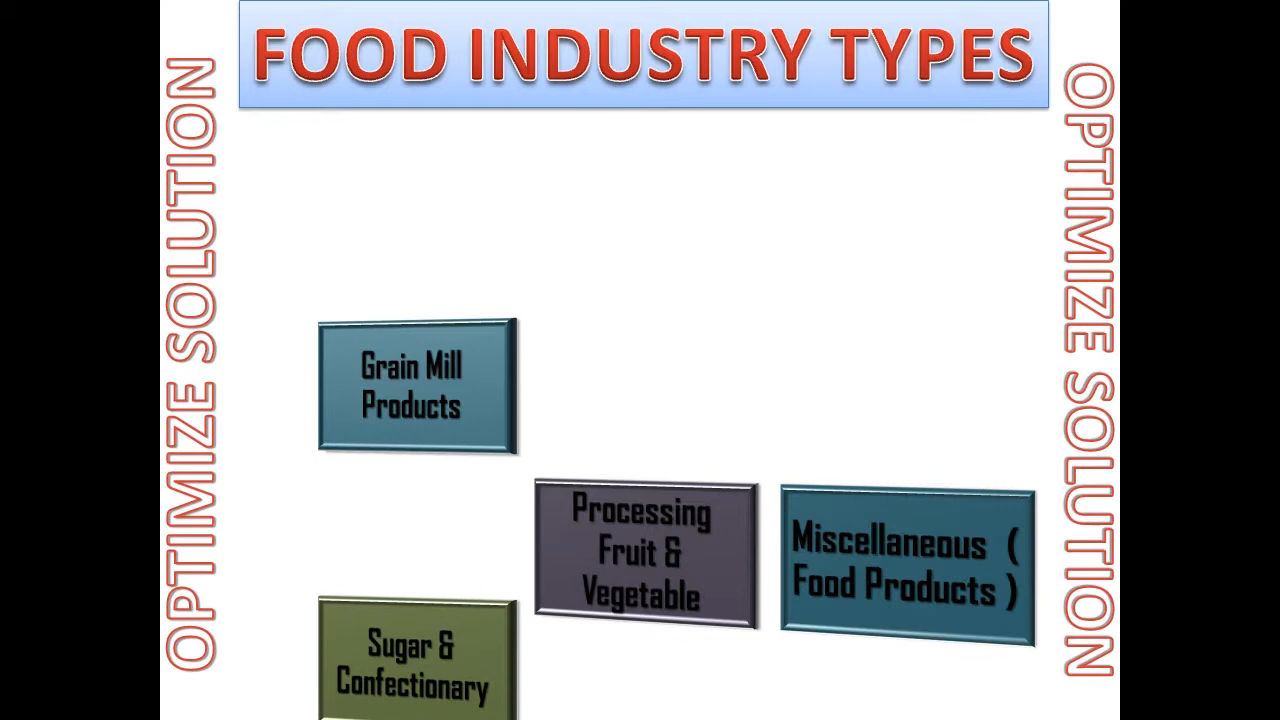 FOOD INDUSTRY TYPES
OPTIMIZE SOLUTION
Grain Mill
Products
Processing
Fruit &
Vegetable
Miscellaneous (
Food Products )
Sugar &
Confectionary
OPTIMIZE SOLUTION